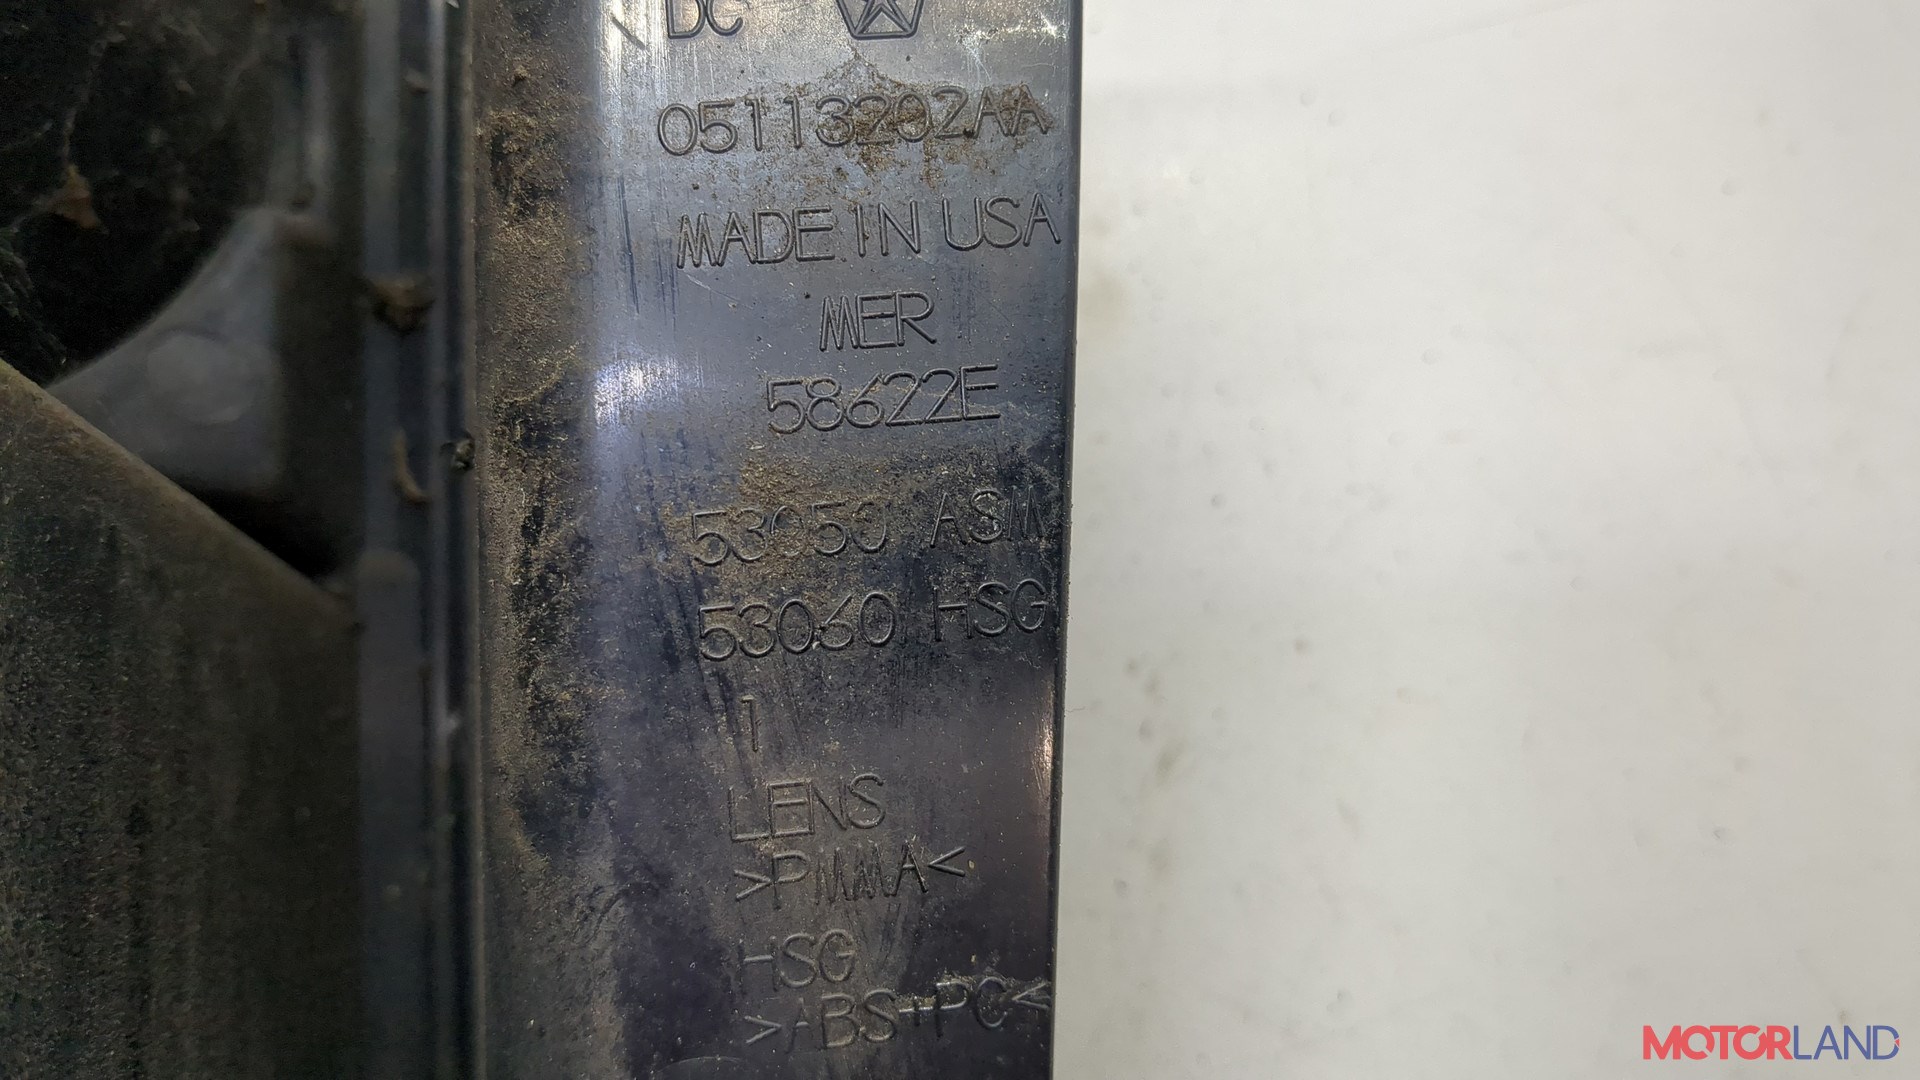 DC
05113202AA
MADE IN USA
MER
58622E
53050 ASM
53060 HSG
1
LENS
>PMMA<
HSG
>ABS+PC<
MOTORLAND